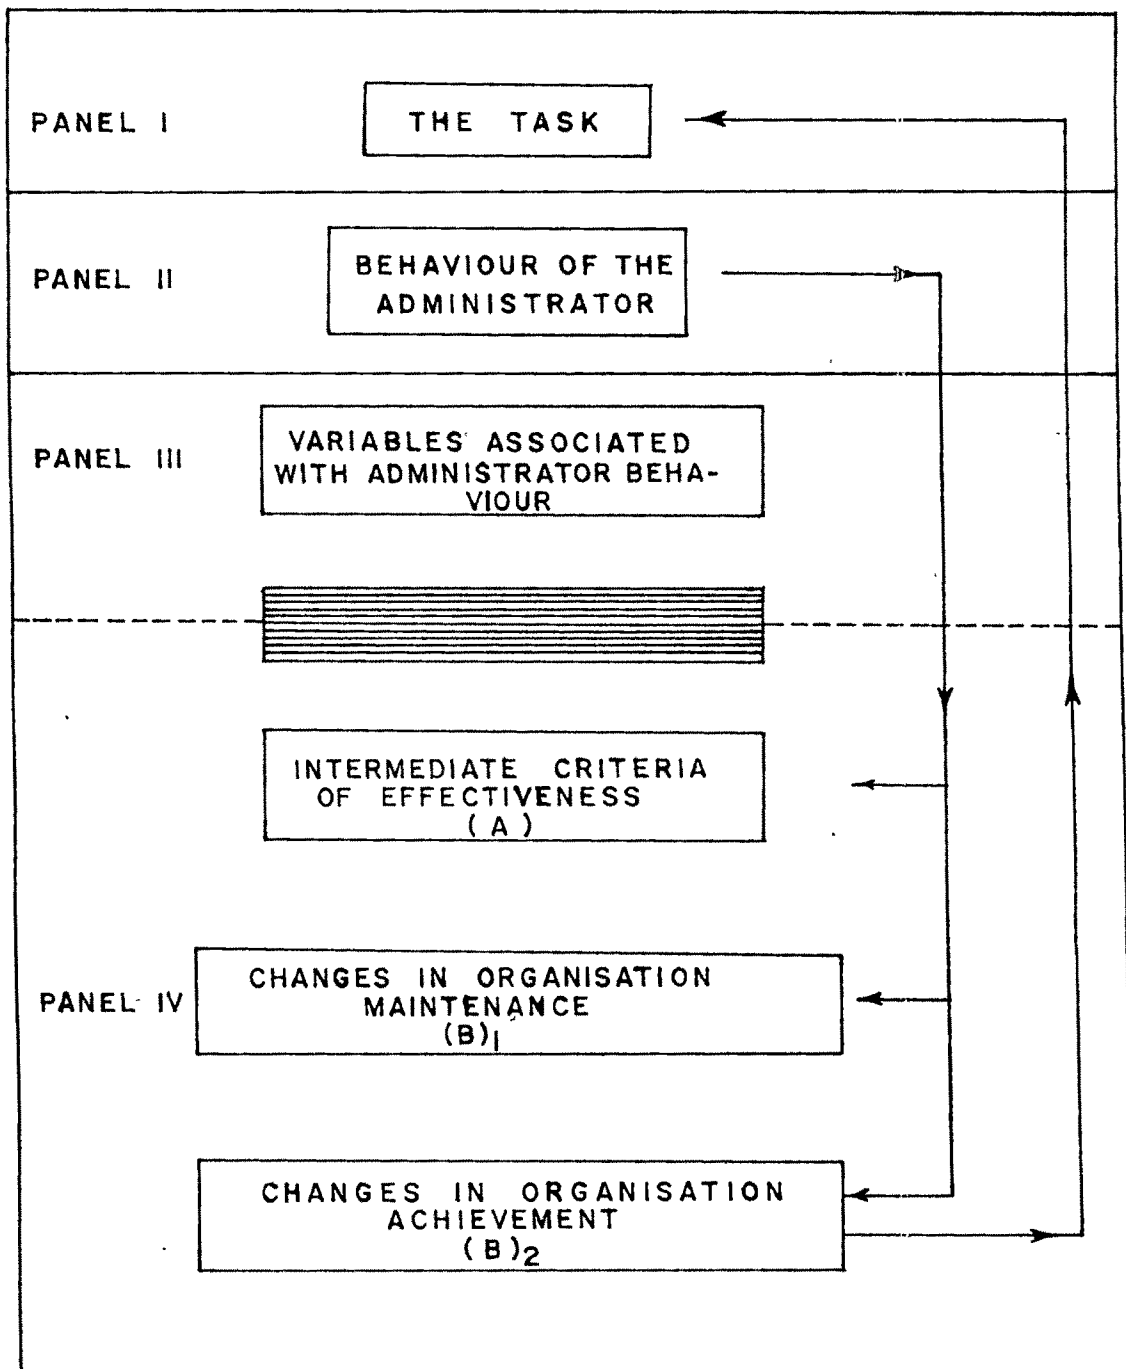 PANEL I
THE TASK
PANEL II
BEHAVIOUR OF THE
ADMINISTRATOR
PANEL III
VARIABLES ASSOCIATED
WITH ADMINISTRATOR BEHA-
VIOUR
INTERMEDIATE CRITERIA
OF EFFECTIVENESS
(A)
PANEL IV
CHANGES IN ORGANISATION
MAINTENANCE
(B)1
CHANGES IN ORGANISATION
ACHIEVEMENT
(B)2